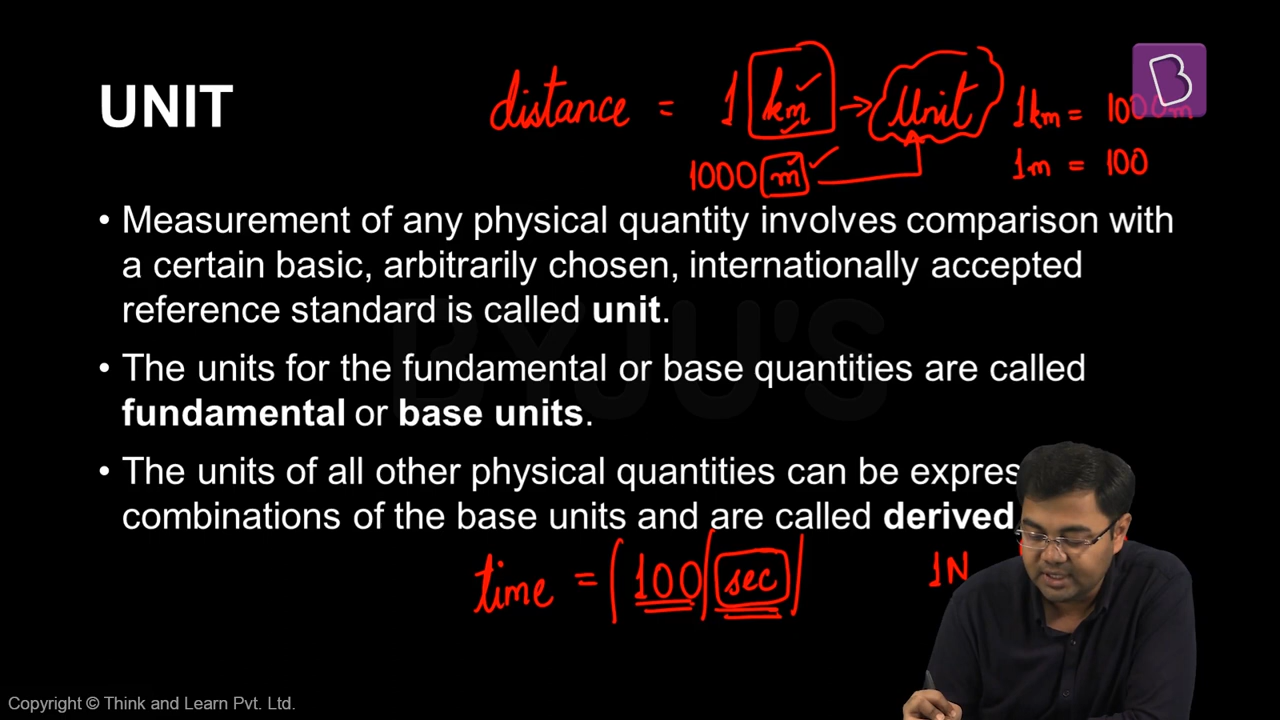 UNIT
distance = 1 km → Unit 1km = 1000m
1000 m 1m = 100
• Measurement of any physical quantity involves comparison with
a certain basic, arbitrarily chosen, internationally accepted
reference standard is called unit.
BYJU'S
• The units for the fundamental or base quantities are called
fundamental or base units.
• The units of all other physical quantities can be expres
combinations of the base units and are called derived
time = 100 sec 1N
Copyright © Think and Learn Pvt. Ltd.